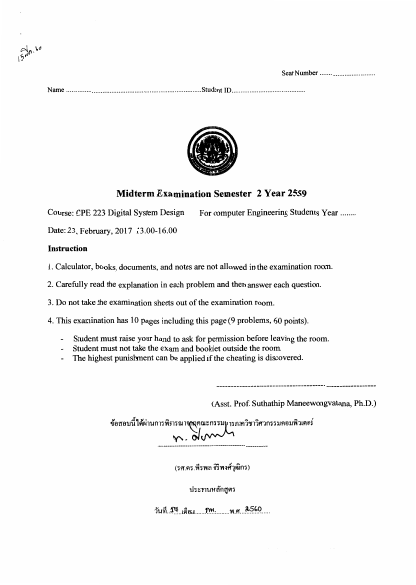 Seat Number ........................
Name ............................................................Student ID................................
Midterm Examination Semester 2 Year 2559
Course: CPE 223 Digital System Design For computer Engineering Students Year .......
Date: 23, February, 2017 13.00-16.00
Instruction
1. Calculator, books, documents, and notes are not allowed in the examination room.
2. Carefully read the explanation in each problem and then answer each question.
3. Do not take the examination sheets out of the examination room.
4. This examination has 10 pages including this page (9 problems, 60 points).
- Student must raise your hand to ask for permission before leaving the room.
- Student must not take the exam and booklet outside the room.
- The highest punishment can be applied if the cheating is discovered.
(Asst. Prof. Suthathip Maneewongvatana, Ph.D.)
ข้อสอบนี้ได้ผ่านการพิจารณาจากคณะกรรมการภาควิชาวิศวกรรมคอมพิวเตอร์
(รศ.ดร.พีรพล ศิริพงศ์วุฒิกร)
ประธานหลักสูตร
วันที่ เดือน กพ. พ.ศ. 2560